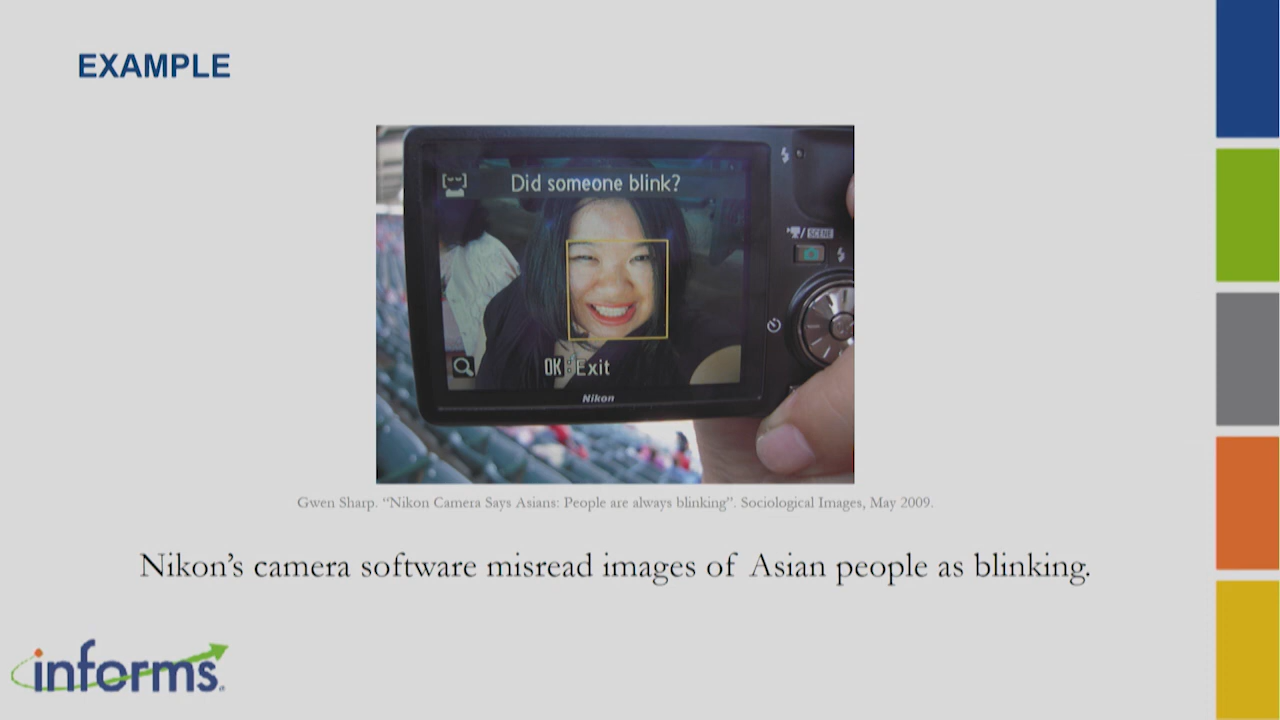 EXAMPLE
Did someone blink?
SCENE
OK:Exit
Nikon
Gwen Sharp. “Nikon Camera Says Asians: People are always blinking”. Sociological Images, May 2009.
Nikon’s camera software misread images of Asian people as blinking.
informs